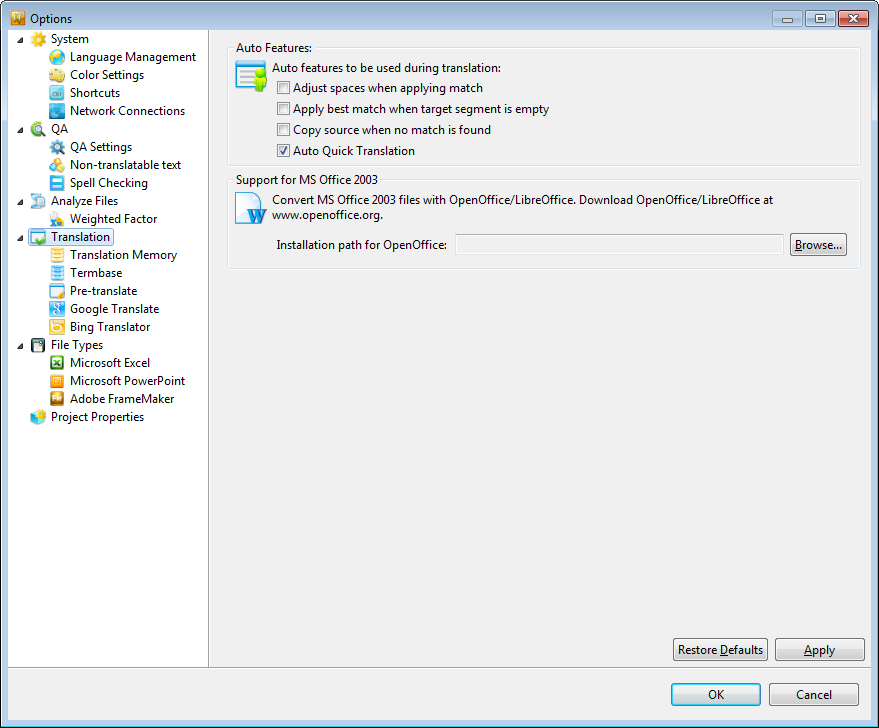 Options
System
Language Management
Color Settings
Shortcuts
Network Connections
QA
QA Settings
Non-translatable text
Spell Checking
Analyze Files
Weighted Factor
Translation
Translation Memory
Termbase
Pre-translate
Google Translate
Bing Translator
File Types
Microsoft Excel
Microsoft PowerPoint
Adobe FrameMaker
Project Properties
Auto Features:
Auto features to be used during translation:
Adjust spaces when applying match
Apply best match when target segment is empty
Copy source when no match is found
Auto Quick Translation
Support for MS Office 2003
Convert MS Office 2003 files with OpenOffice/LibreOffice. Download OpenOffice/LibreOffice at
www.openoffice.org.
Installation path for OpenOffice:
Browse...
Restore Defaults
Apply
OK
Cancel